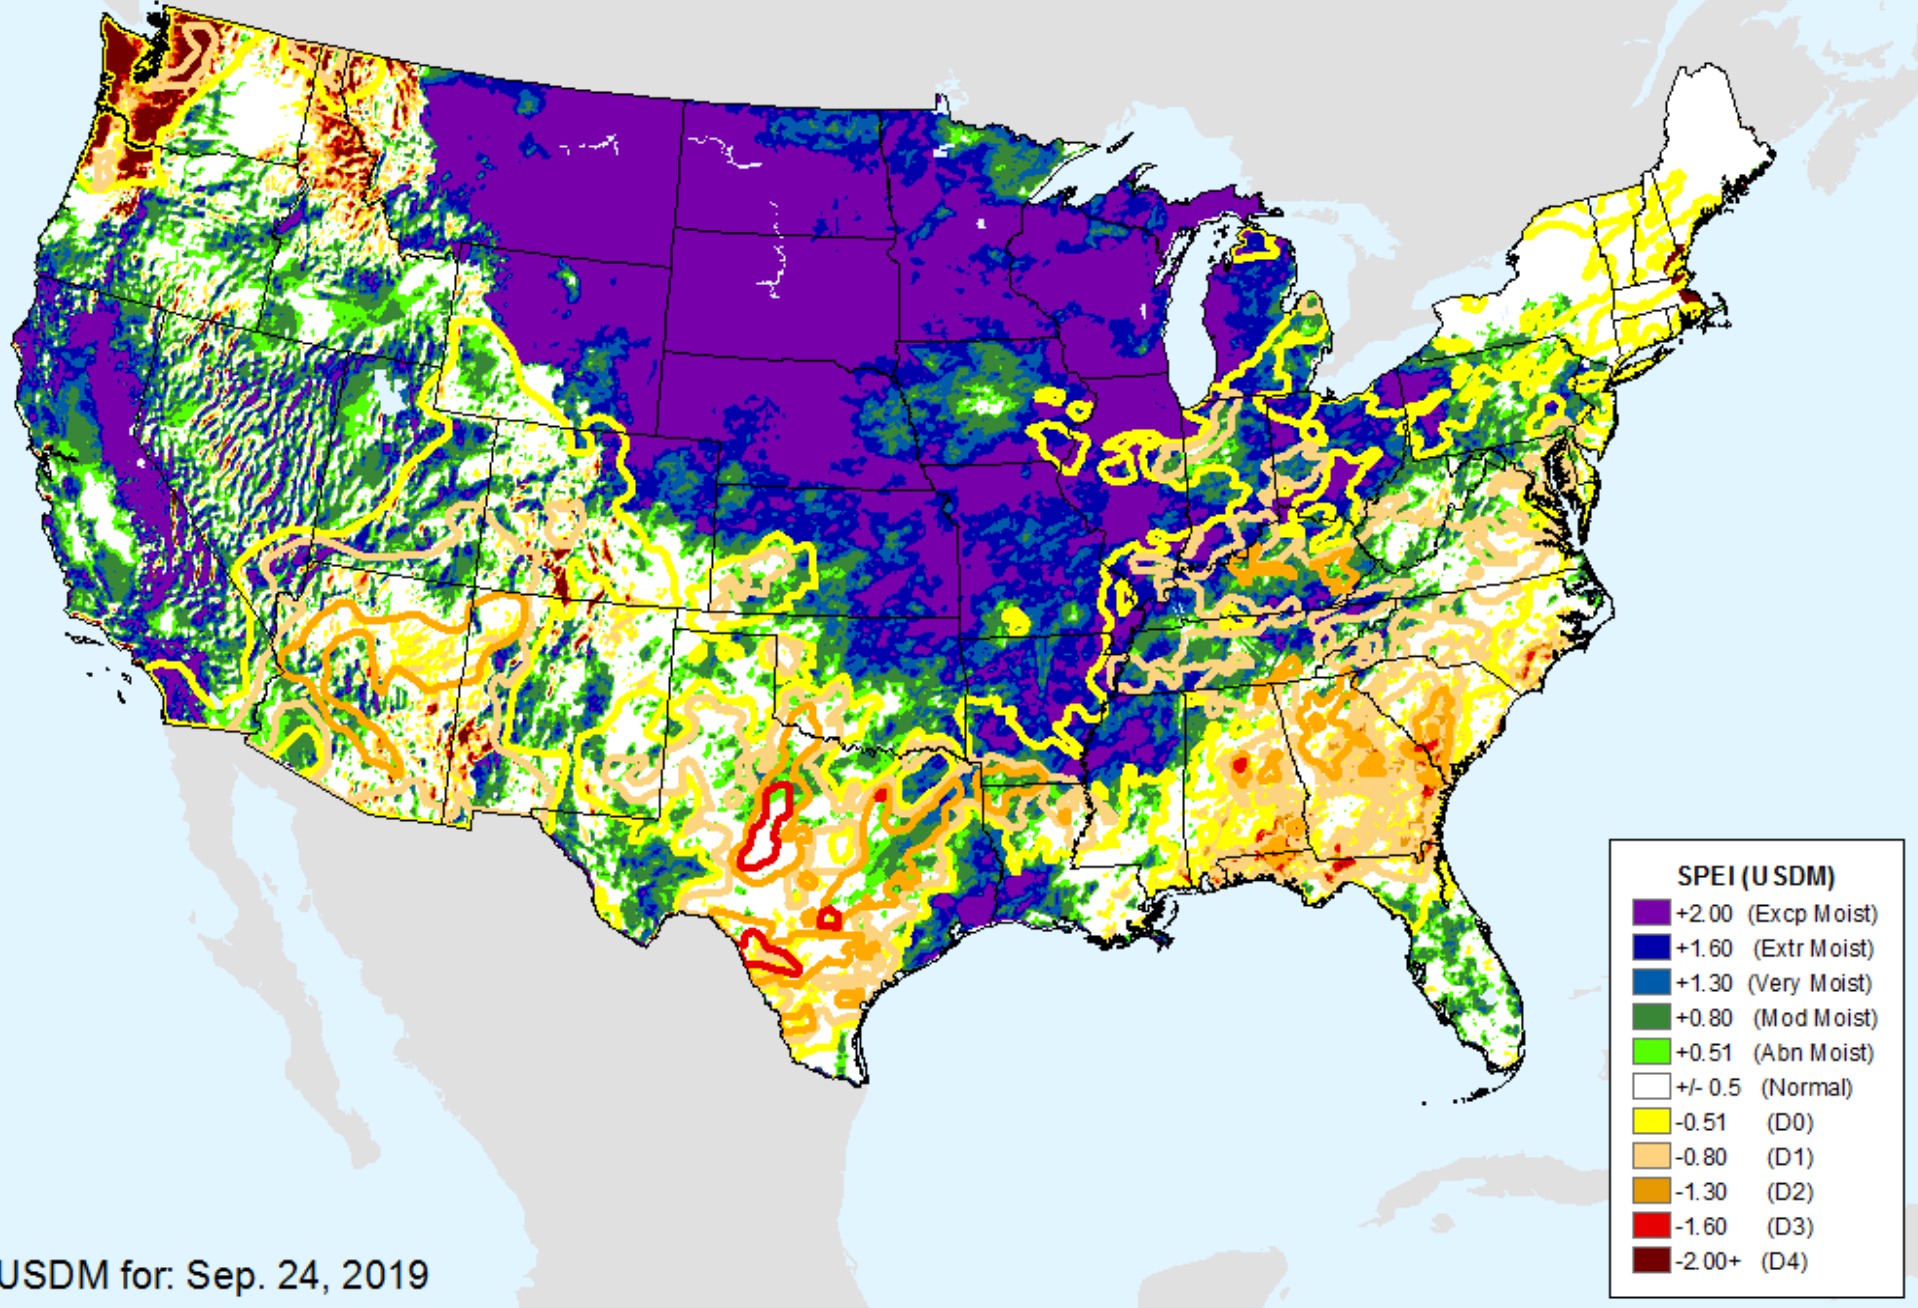 SPEI (USDM)
+2.00 (Excp Moist)
+1.60 (Extr Moist)
+1.30 (Very Moist)
+0.80 (Mod Moist)
+0.51 (Abn Moist)
+/- 0.5 (Normal)
-0.51 (D0)
-0.80 (D1)
-1.30 (D2)
-1.60 (D3)
-2.00+ (D4)
USDM for: Sep. 24, 2019